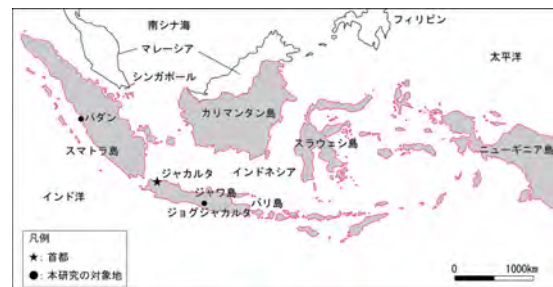 南シナ海
フィリピン
マレーシア
太平洋
シンガポール
カリマンタン島
パダン
スラウェシ島
ニューギニア島
スマトラ島
ジャカルタ
インドネシア
ジャワ島
バリ島
インド洋
ジョグジャカルタ
凡例
★: 首都
●: 本研究の対象地
0 1000km